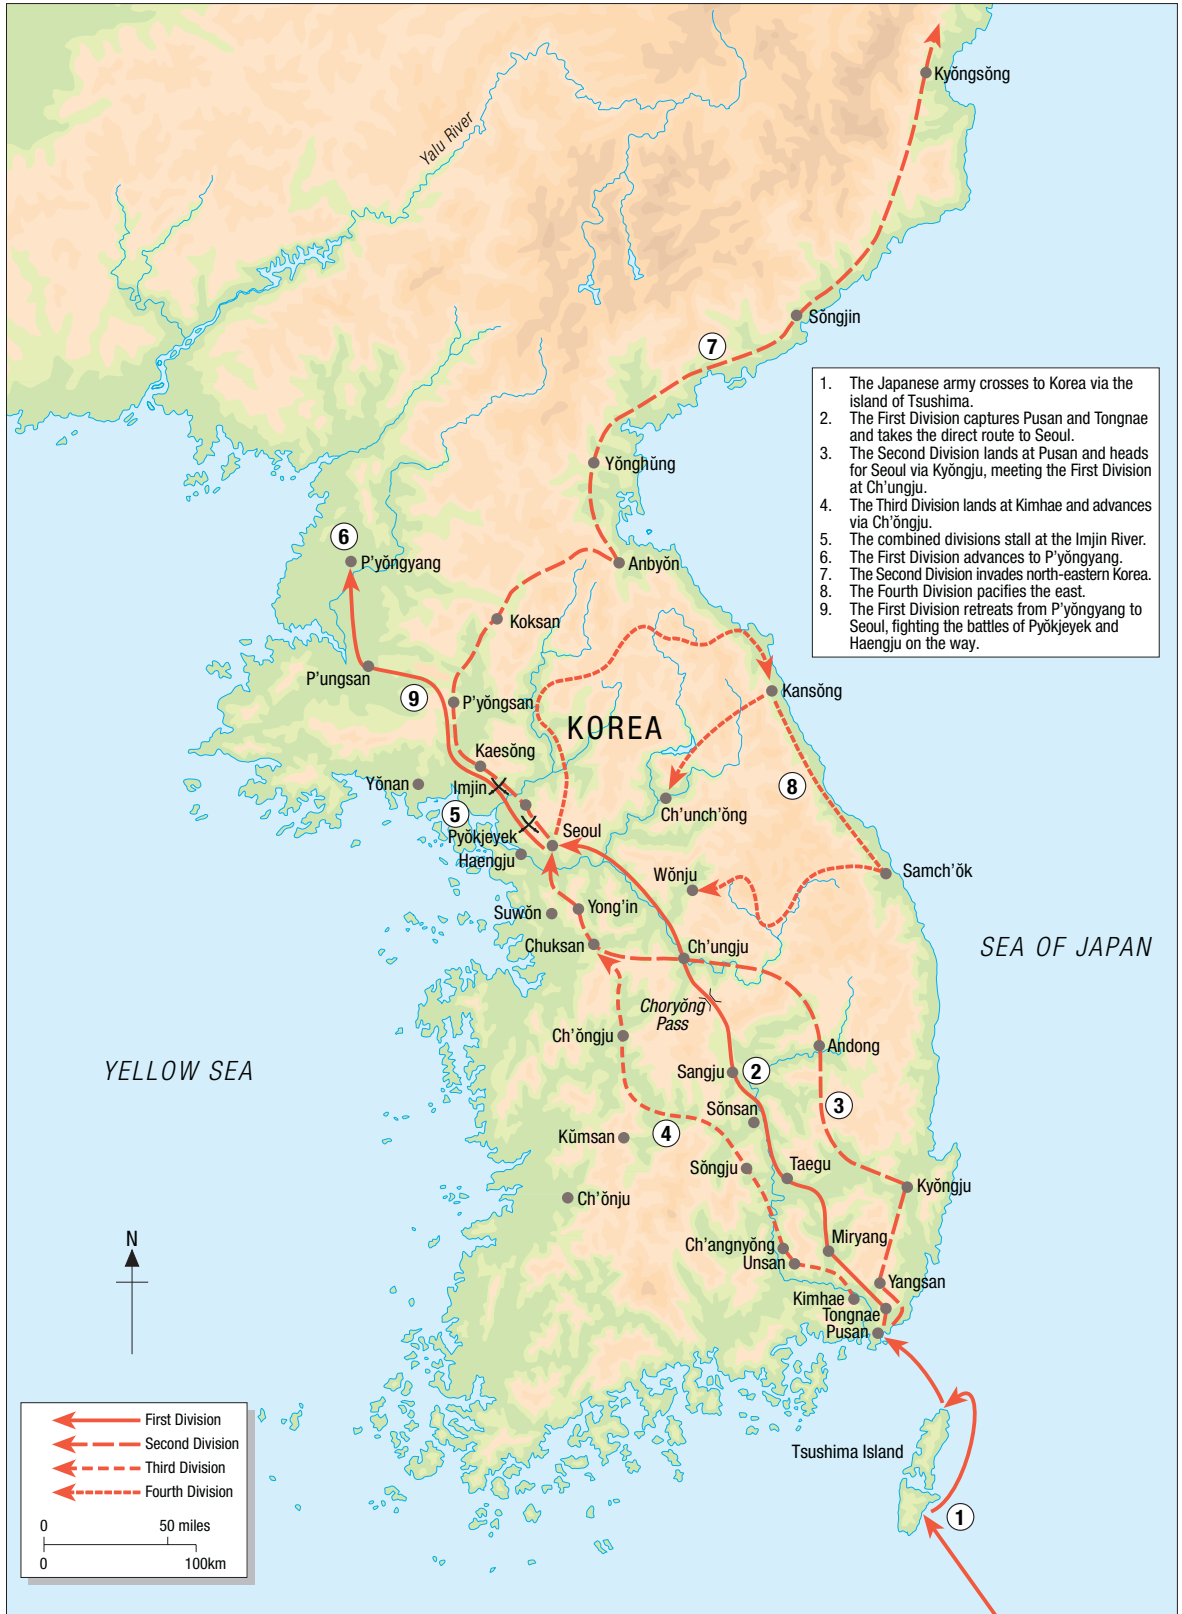 Kyŏngsŏng
Yalu River
Sŏngjin
7
1. The Japanese army crosses to Korea via the
island of Tsushima.
2. The First Division captures Pusan and Tongnae
and takes the direct route to Seoul.
3. The Second Division lands at Pusan and heads
for Seoul via Kyŏngju, meeting the First Division
at Ch'ungju.
4. The Third Division lands at Kimhae and advances
via Ch'ŏngju.
5. The combined divisions stall at the Imjin River.
6. The First Division advances to P'yŏngyang.
7. The Second Division invades north-eastern Korea.
8. The Fourth Division pacifies the east.
9. The First Division retreats from P'yŏngyang to
Seoul, fighting the battles of Pyŏkjeyek and
Haengju on the way.
Yŏnghŭng
6
P'yŏngyang
Anbyŏn
Koksan
P'ungsan
9
P'yŏngsan
Kansŏng
KOREA
Kaesŏng
Yŏnan
Imjin
8
5
Ch'unch'ŏng
Pyŏkjeyek
Seoul
Haengju
Wŏnju
Samch'ŏk
Suwŏn
Yong'in
Chuksan
Ch'ungju
SEA OF JAPAN
Choryŏng
Pass
Ch'ŏngju
Andong
YELLOW SEA
Sangju
2
3
Sŏnsan
4
Kŭmsan
Sŏngju
Taegu
Kyŏngju
Ch'ŏnju
N
Miryang
Ch'angnyŏng
Unsan
Yangsan
Kimhae
Tongnae
Pusan
First Division
Second Division
Third Division
Fourth Division
0
50 miles
0
100km
Tsushima Island
1